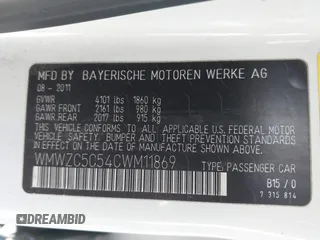 MFD BY BAYERISCHE MOTOREN WERKE AG
08 - 2011
GVWR 4101 lbs 1860 kg
GAWR FRONT 2161 lbs 980 kg
GAWR.REAR 2017 lbs 915 kg
THIS VEHICLE CONFORMS TO ALL APPLICABLE
FEDERAL MOTOR VEHICLE SAFETY, BUMPER,
AND THEFT PREVENTION STANDARDS
IN EFFECT ON THE DATE OF MANUFACTURE
SHOWN ABOVE.
WMWZC5C54CWM11869 TYPE: PASSENGER CAR
B15 / 0
7 315 814
DREAMBID DREAMBID.COM